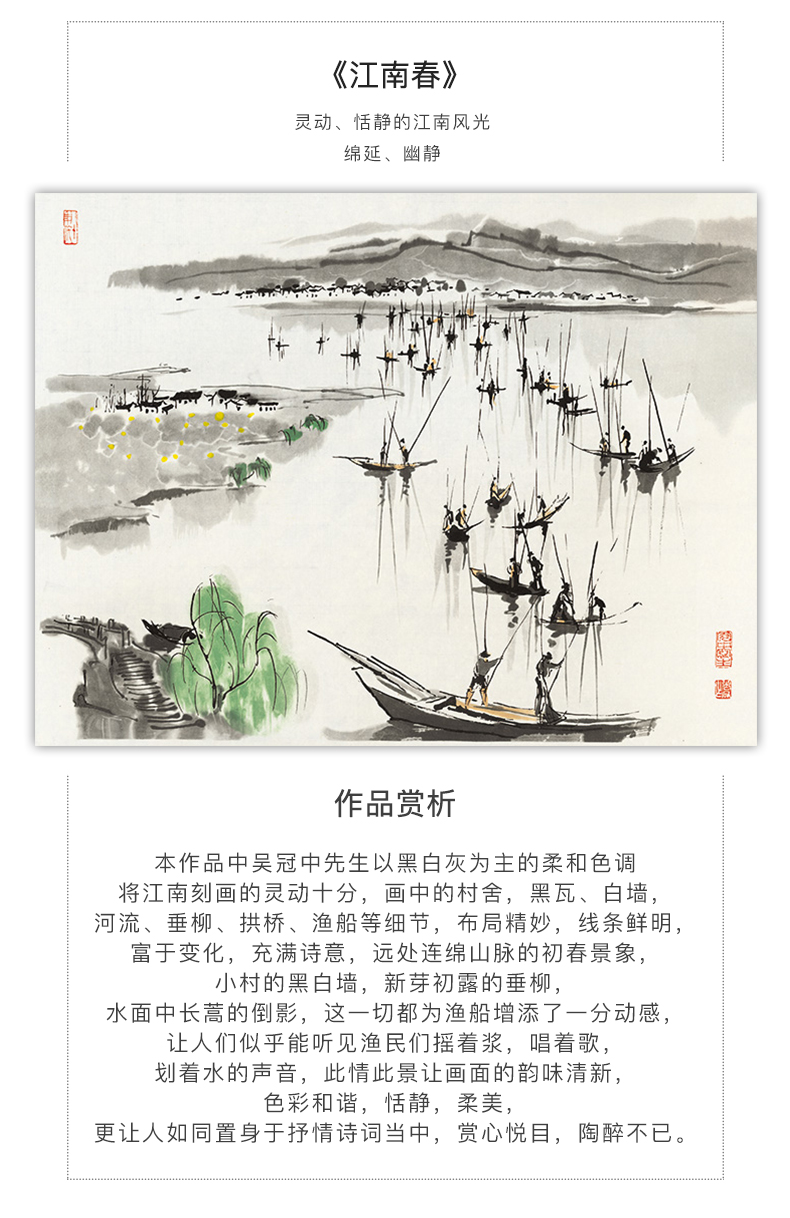 《江南春》
灵动、恬静的江南风光
绵延、幽静
作品赏析
本作品中吴冠中先生以黑白灰为主的柔和色调
将江南刻画的灵动十分，画中的村舍，黑瓦、白墙，
河流、垂柳、拱桥、渔船等细节，布局精妙，线条鲜明，
富于变化，充满诗意，远处连绵山脉的初春景象，
小村的黑白墙，新芽初露的垂柳，
水面中长蒿的倒影，这一切都为渔船增添了一分动感，
让人们似乎能听见渔民们摇着浆，唱着歌，
划着水的声音，此情此景让画面的韵味清新，
色彩和谐，恬静，柔美，
更让人如同置身于抒情诗词当中，赏心悦目，陶醉不已。